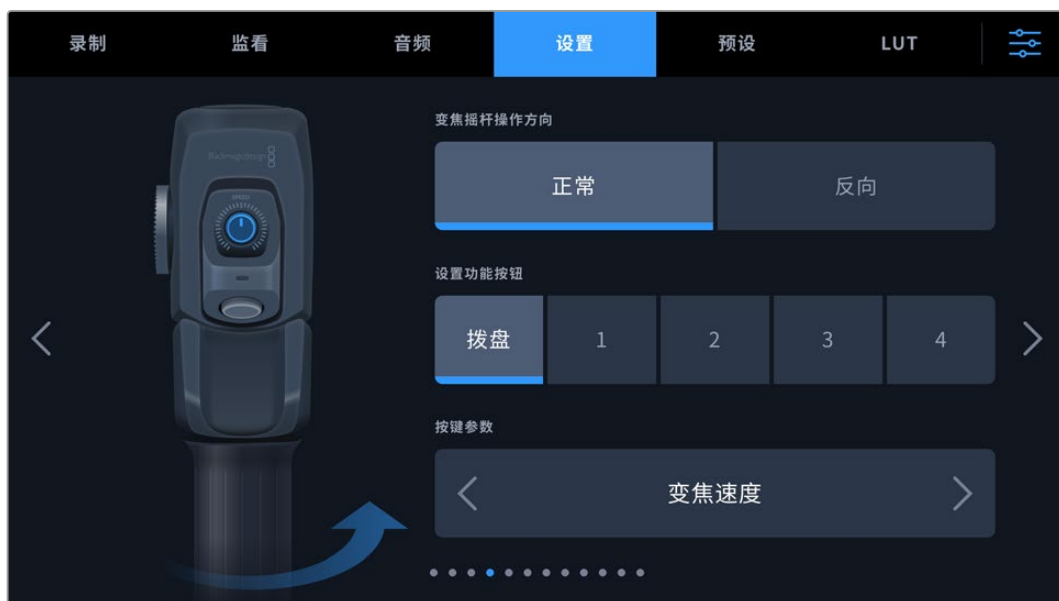 录制 监看 音频 设置 预设 LUT
变焦摇杆操作方向
正常 反向
Blackmagicdesign
SPEED
设置功能按钮
拨盘 1 2 3 4
按键参数
变焦速度